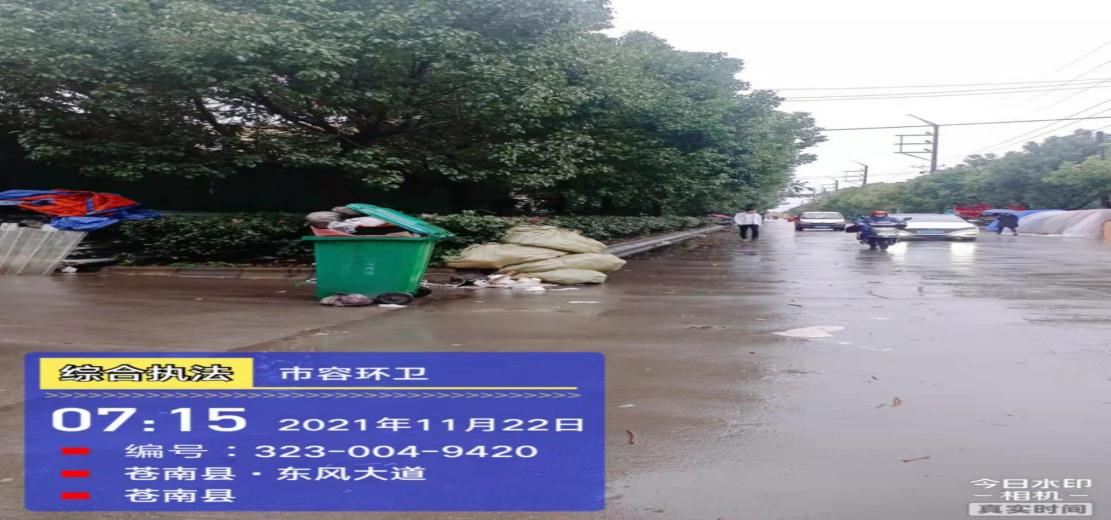 综合执法 市容环卫
07:15 2021年11月22日
编号：323-004-9420
苍南县·东风大道
苍南县
今日水印
相机
真实时间